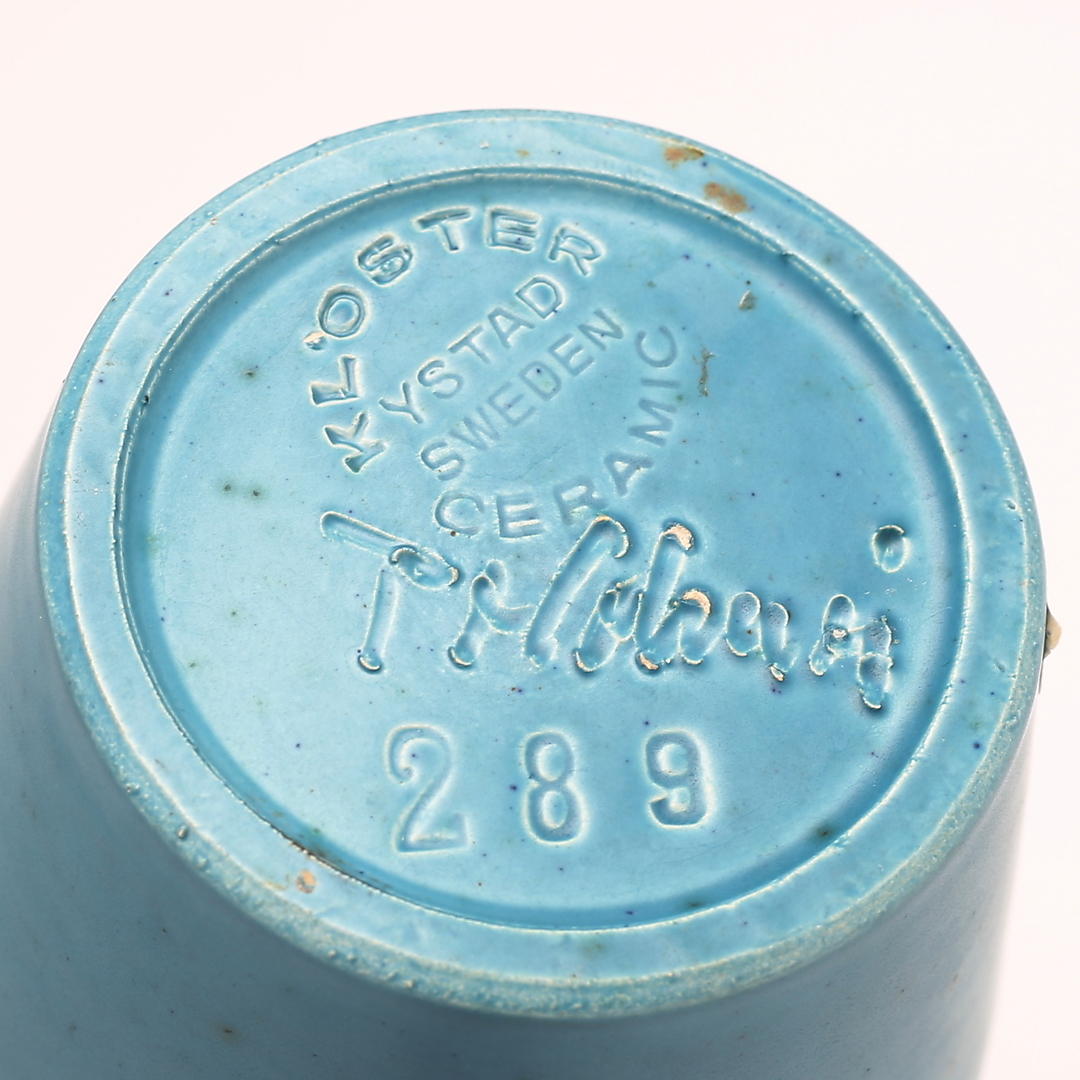 KLOSTER
YSTAD
SWEDEN
CERAMIC
289